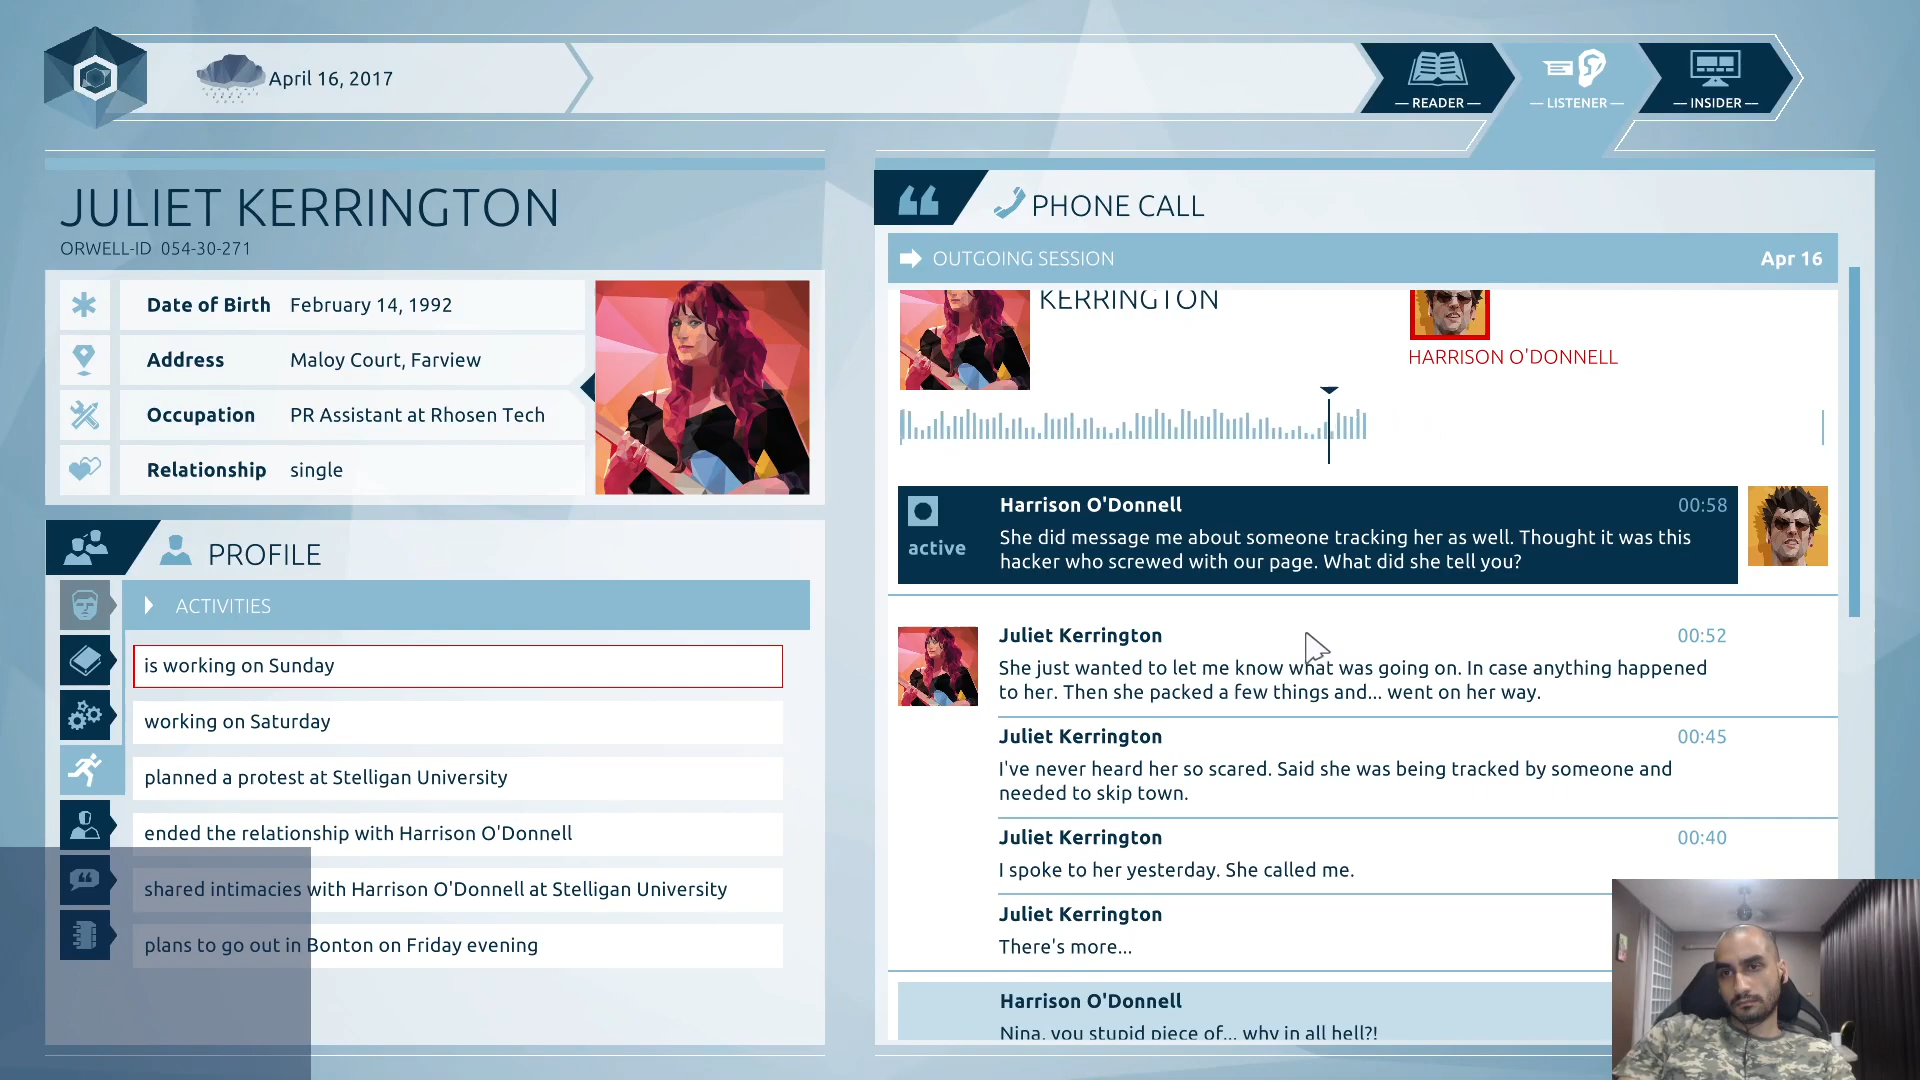 April 16, 2017
— READER —
— LISTENER —
— INSIDER —
JULIET KERRINGTON
ORWELL-ID 054-30-271
Date of Birth February 14, 1992
Address Maloy Court, Farview
Occupation PR Assistant at Rhosen Tech
Relationship single
PROFILE
ACTIVITIES
is working on Sunday
working on Saturday
planned a protest at Stelligan University
ended the relationship with Harrison O'Donnell
shared intimacies with Harrison O'Donnell at Stelligan University
plans to go out in Bonton on Friday evening
PHONE CALL
OUTGOING SESSION Apr 16
KERRINGTON
HARRISON O'DONNELL
Harrison O'Donnell 00:58
active
She did message me about someone tracking her as well. Thought it was this
hacker who screwed with our page. What did she tell you?
Juliet Kerrington 00:52
She just wanted to let me know what was going on. In case anything happened
to her. Then she packed a few things and... went on her way.
Juliet Kerrington 00:45
I've never heard her so scared. Said she was being tracked by someone and
needed to skip town.
Juliet Kerrington 00:40
I spoke to her yesterday. She called me.
Juliet Kerrington
There's more...
Harrison O'Donnell
Nina, you stupid piece of... why in all hell?!